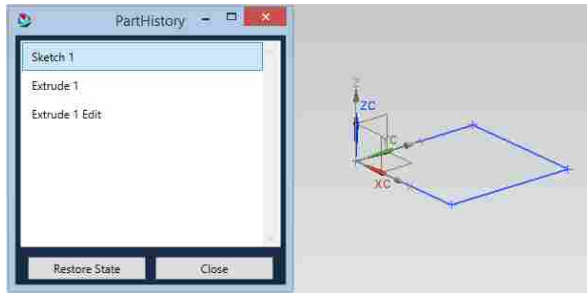 PartHistory
Sketch 1
Extrude 1
Extrude 1 Edit
Restore State
Close
Z
ZC
YC
XC